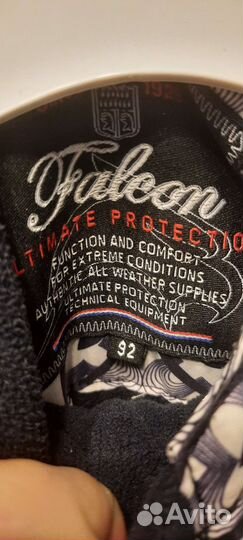 192
Falcon
ULTIMATE PROTECTIO
FUNCTION AND COMFORT
FOR EXTREME CONDITIONS
AUTHENTIC ALL WEATHER SUPPLIES
ULTIMATE PROTECTION
TECHNICAL EQUIPMENT
92
Avito